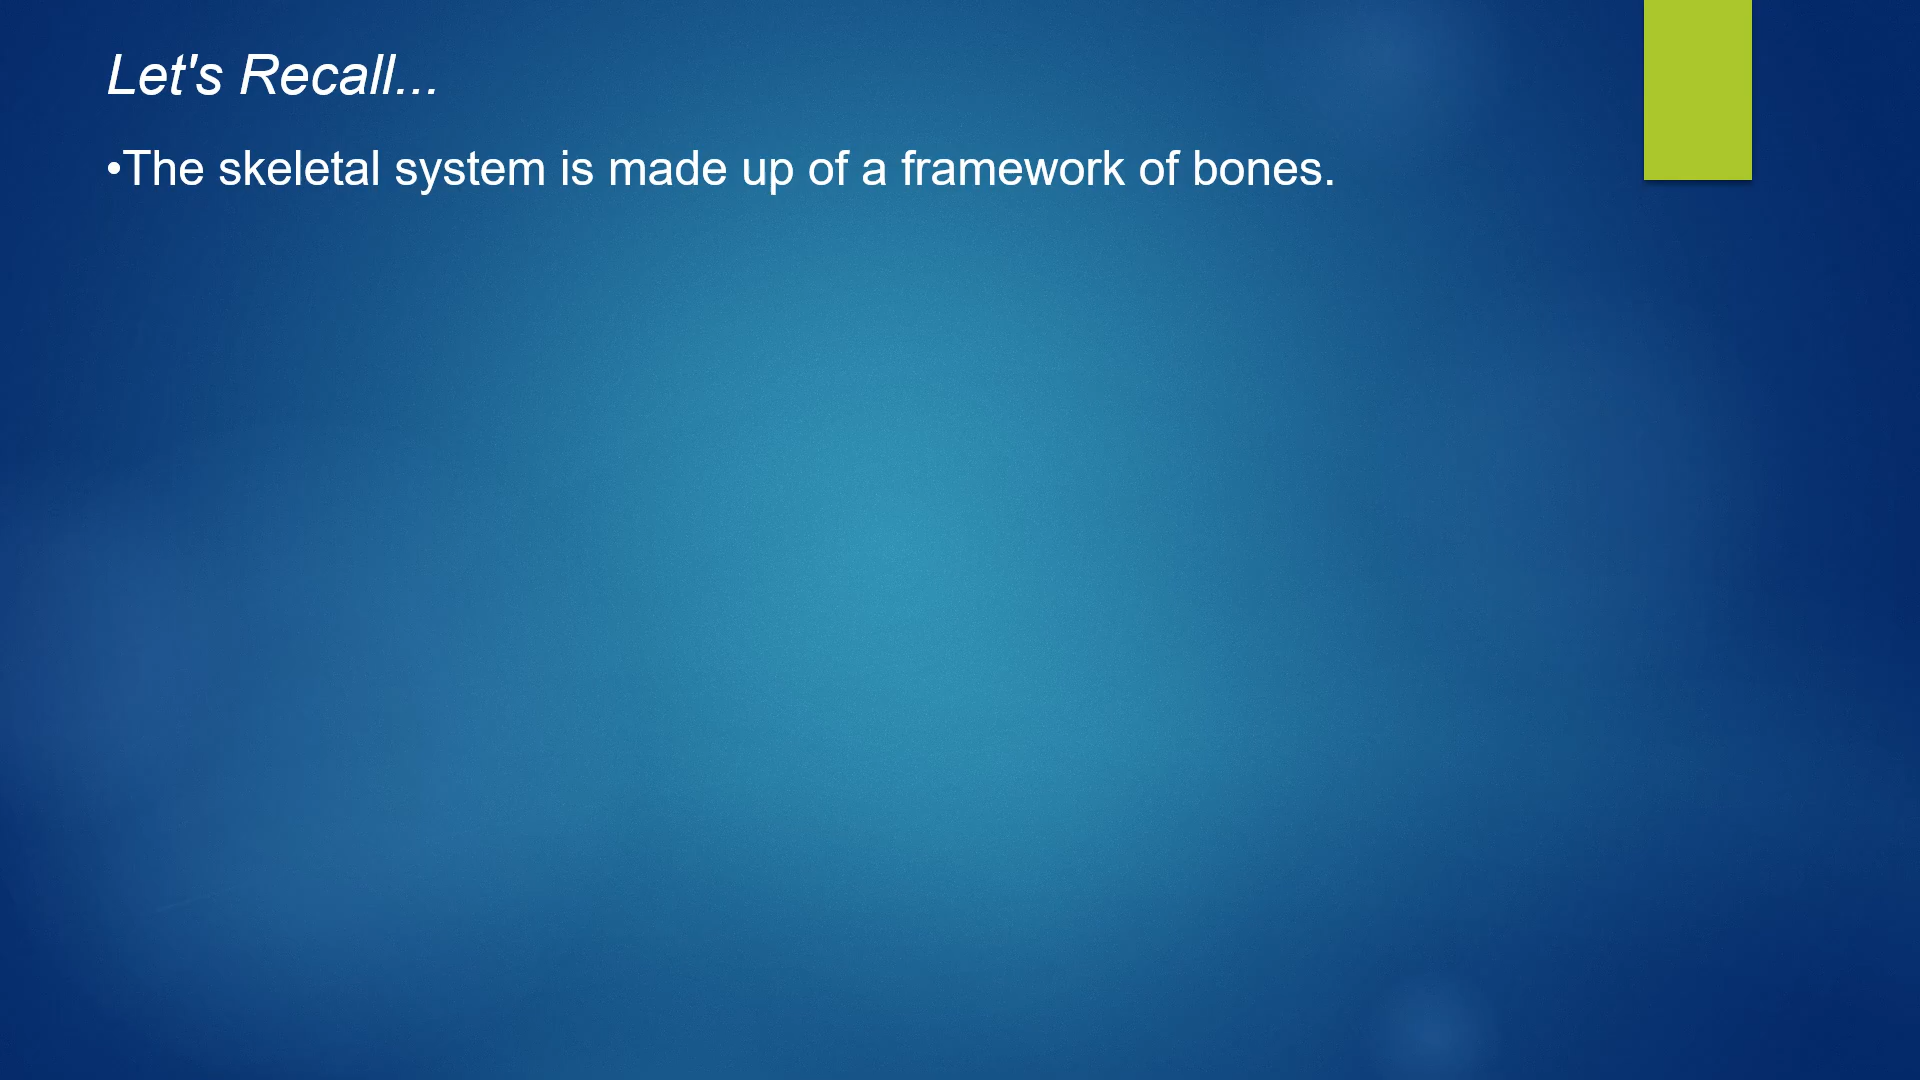 Let's Recall...
•The skeletal system is made up of a framework of bones.